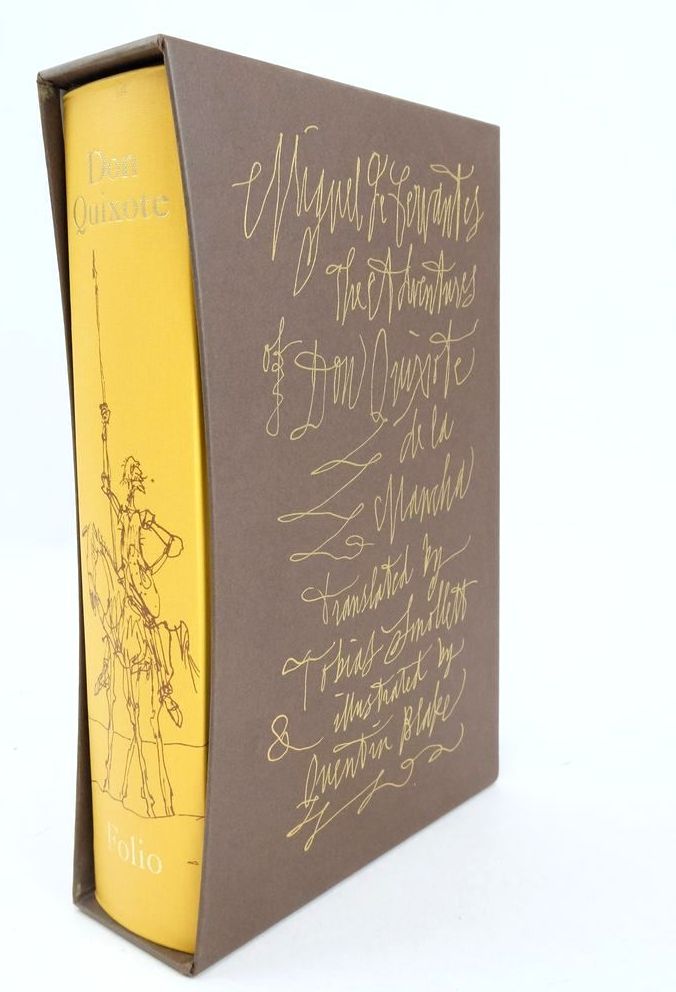 Don
Quixote
Folio
Miguel de Cervantes
The Adventures
of Don Quixote
de la
Mancha
Translated by
Tobias Smollett
& illustrated by
Quentin Blake